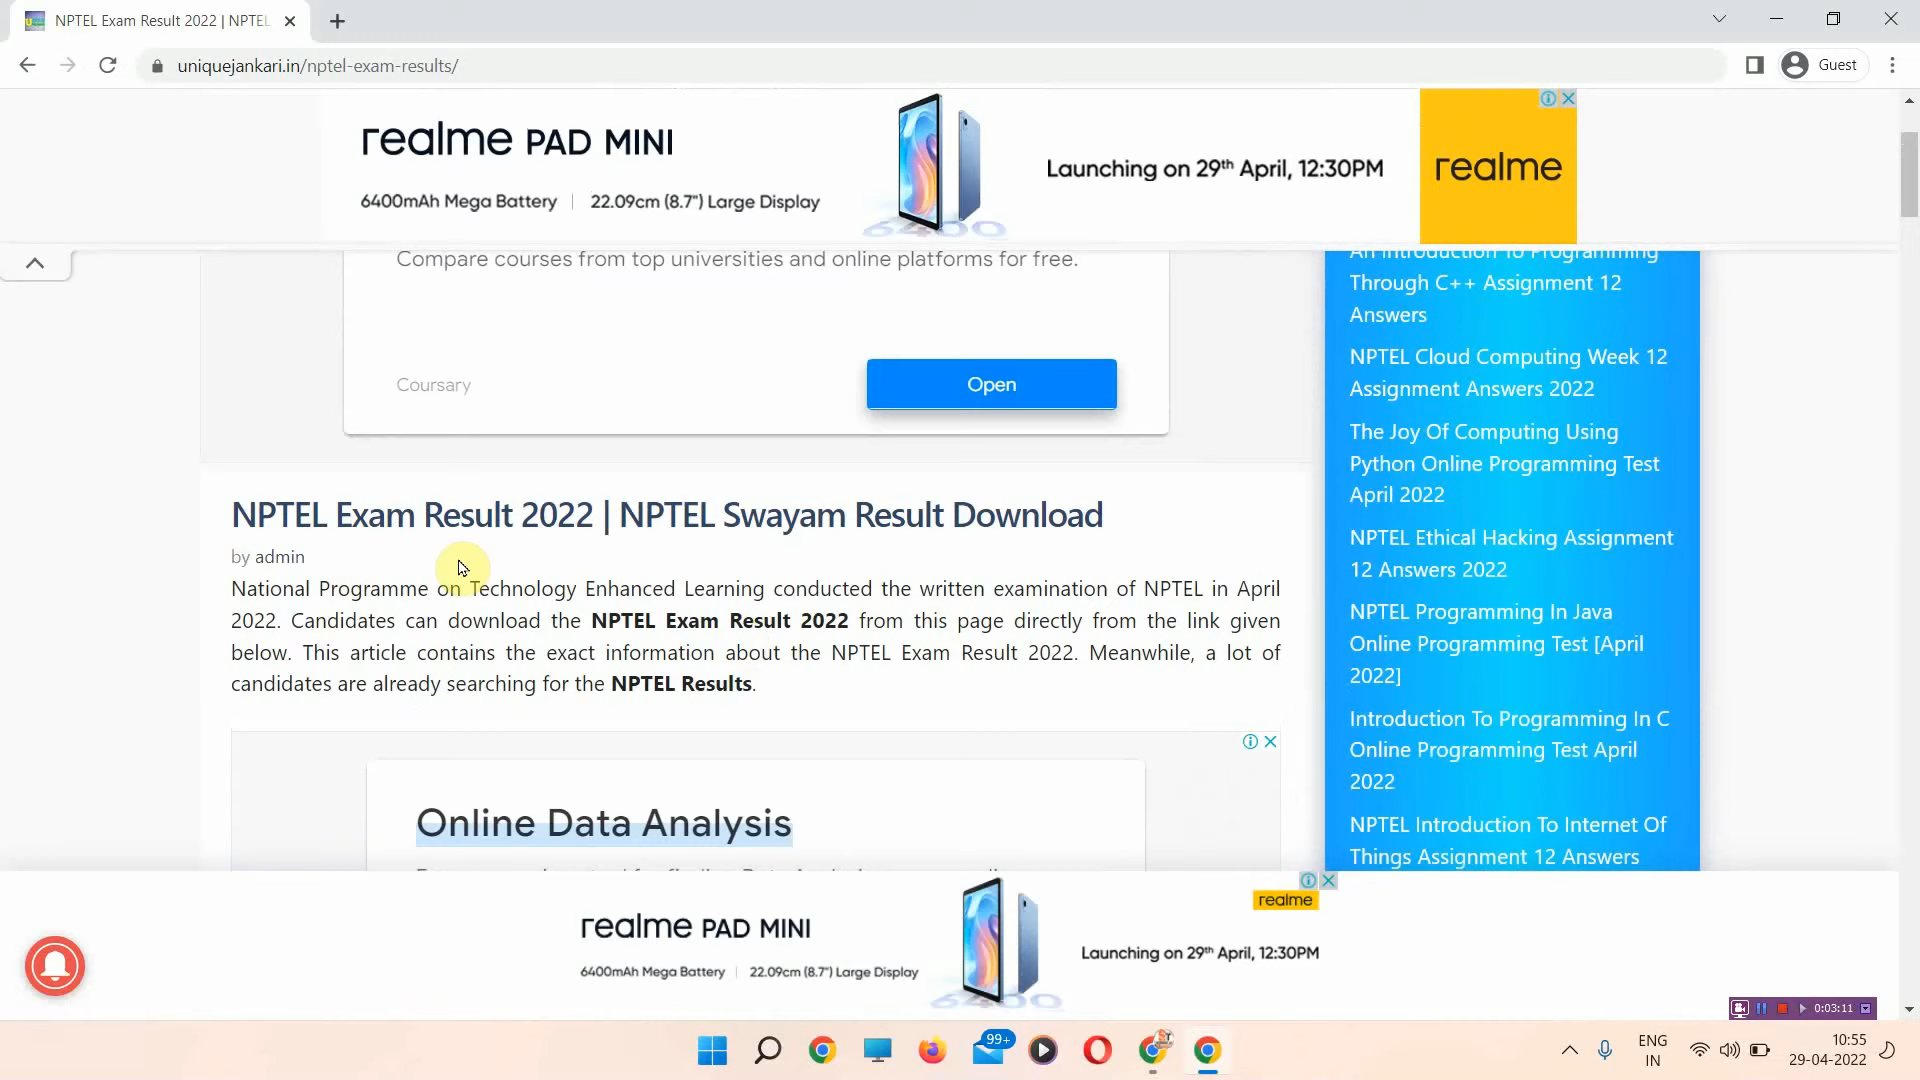 NPTEL Exam Result 2022 | NPTEL
uniquejankari.in/nptel-exam-results/
Guest
realme PAD MINI
6400mAh Mega Battery | 22.09cm (8.7") Large Display
6400
Launching on 29th April, 12:30PM
realme
Compare courses from top universities and online platforms for free.
Coursary
Open
NPTEL Exam Result 2022 | NPTEL Swayam Result Download
by admin
National Programme on Technology Enhanced Learning conducted the written examination of NPTEL in April
2022. Candidates can download the NPTEL Exam Result 2022 from this page directly from the link given
below. This article contains the exact information about the NPTEL Exam Result 2022. Meanwhile, a lot of
candidates are already searching for the NPTEL Results.
Online Data Analysis
An Introduction To Programming
Through C++ Assignment 12
Answers
NPTEL Cloud Computing Week 12
Assignment Answers 2022
The Joy Of Computing Using
Python Online Programming Test
April 2022
NPTEL Ethical Hacking Assignment
12 Answers 2022
NPTEL Programming In Java
Online Programming Test [April
2022]
Introduction To Programming In C
Online Programming Test April
2022
NPTEL Introduction To Internet Of
Things Assignment 12 Answers
realme PAD MINI
6400mAh Mega Battery | 22.09cm (8.7") Large Display
6400
Launching on 29th April, 12:30PM
realme
0:03:11
99+
ENG
IN
10:55
29-04-2022